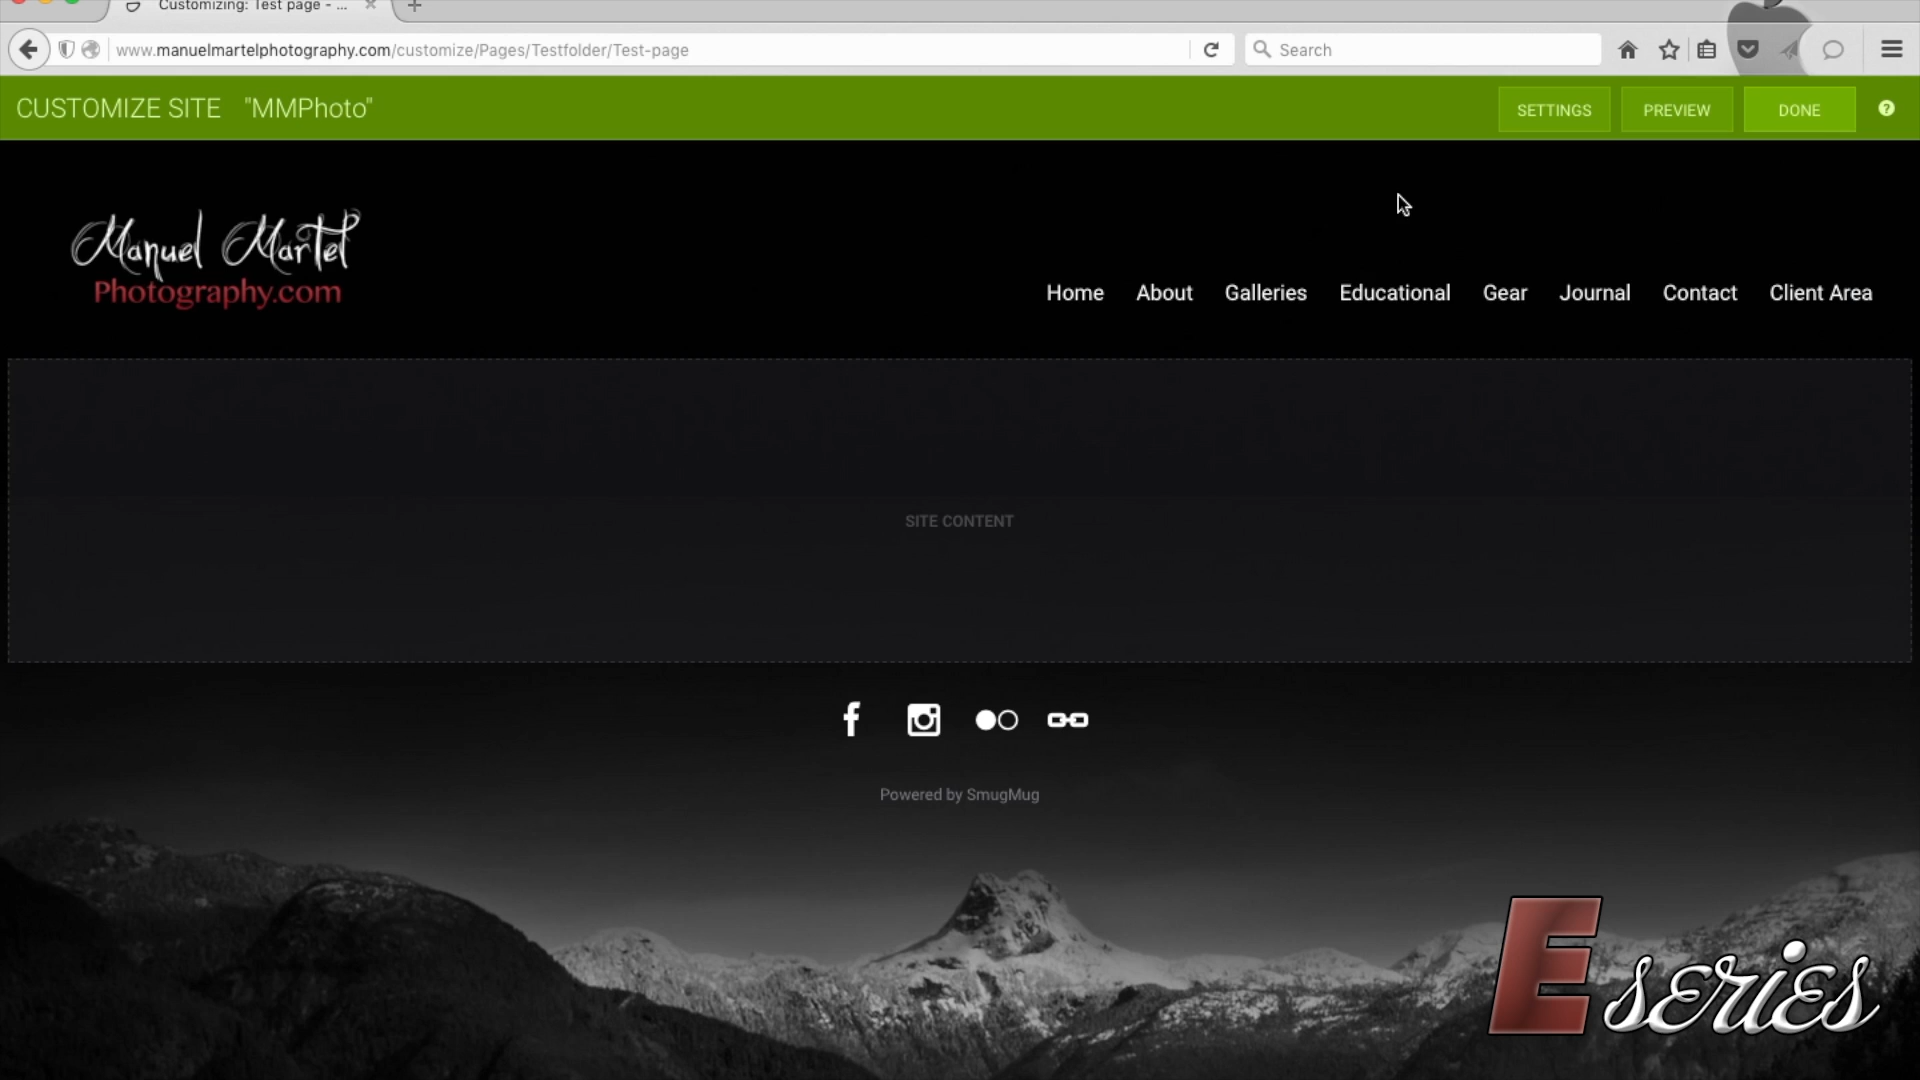 Customizing: Test page - ...
www.manuelmartelphotography.com/customize/Pages/Testfolder/Test-page
Search
CUSTOMIZE SITE "MMPhoto"
SETTINGS
PREVIEW
DONE
?
Manuel Martel
Photography.com
Home
About
Galleries
Educational
Gear
Journal
Contact
Client Area
SITE CONTENT
Powered by SmugMug
E series